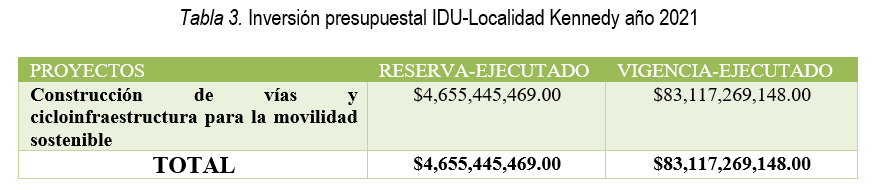 Tabla 3. Inversión presupuestal IDU-Localidad Kennedy año 2021
PROYECTOS RESERVA-EJECUTADO VIGENCIA-EJECUTADO
Construcción de vías y $4,655,445,469.00 $83,117,269,148.00
cicloinfraestructura para la movilidad
sostenible
TOTAL $4,655,445,469.00 $83,117,269,148.00